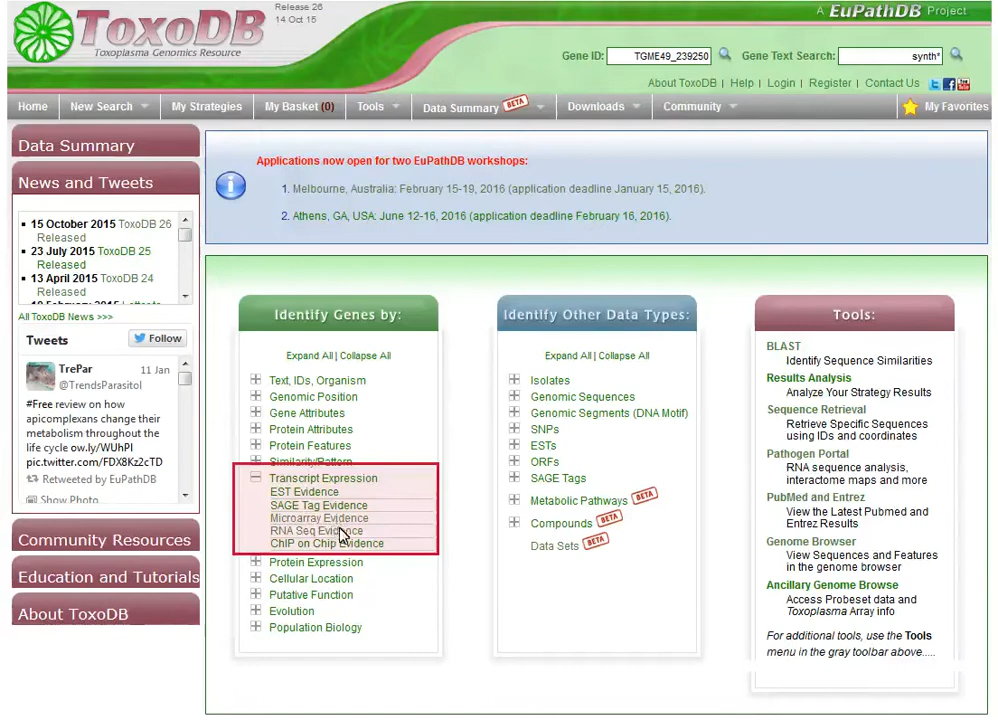 ToxoDB
Toxoplasma Genomics Resource
Release 26
14 Oct 15
A EuPathDB Project
Gene ID: TGME49_239250 Gene Text Search: synth*
About ToxoDB | Help | Login | Register | Contact Us
Home New Search My Strategies My Basket (0) Tools Data Summary BETA Downloads Community My Favorites
Data Summary
News and Tweets
15 October 2015 ToxoDB 26
Released
23 July 2015 ToxoDB 25
Released
13 April 2015 ToxoDB 24
Released
All ToxoDB News >>>
Tweets Follow
TrePar 11 Jan
@TrendsParasitol
#Free review on how
apicomplexans change their
metabolism throughout the
life cycle ow.ly/WUhPI
pic.twitter.com/FDX8Kz2cTD
Retweeted by EuPathDB
Show Photo
Community Resources
Education and Tutorials
About ToxoDB
Applications now open for two EuPathDB workshops:
1. Melbourne, Australia: February 15-19, 2016 (application deadline January 15, 2016).
2. Athens, GA, USA: June 12-16, 2016 (application deadline February 16, 2016).
Identify Genes by:
Expand All | Collapse All
Text, IDs, Organism
Genomic Position
Gene Attributes
Protein Attributes
Protein Features
Similarity/Pattern
Transcript Expression
EST Evidence
SAGE Tag Evidence
Microarray Evidence
RNA Seq Evidence
ChIP on Chip Evidence
Protein Expression
Cellular Location
Putative Function
Evolution
Population Biology
Identify Other Data Types:
Expand All | Collapse All
Isolates
Genomic Sequences
Genomic Segments (DNA Motif)
SNPs
ESTs
ORFs
SAGE Tags
Metabolic Pathways BETA
Compounds BETA
Data Sets BETA
Tools:
BLAST
Identify Sequence Similarities
Results Analysis
Analyze Your Strategy Results
Sequence Retrieval
Retrieve Specific Sequences
using IDs and coordinates
Pathogen Portal
RNA sequence analysis,
interactome maps and more
PubMed and Entrez
View the Latest Pubmed and
Entrez Results
Genome Browser
View Sequences and Features
in the genome browser
Ancillary Genome Browse
Access Probeset data and
Toxoplasma Array info
For additional tools, use the Tools
menu in the gray toolbar above.....